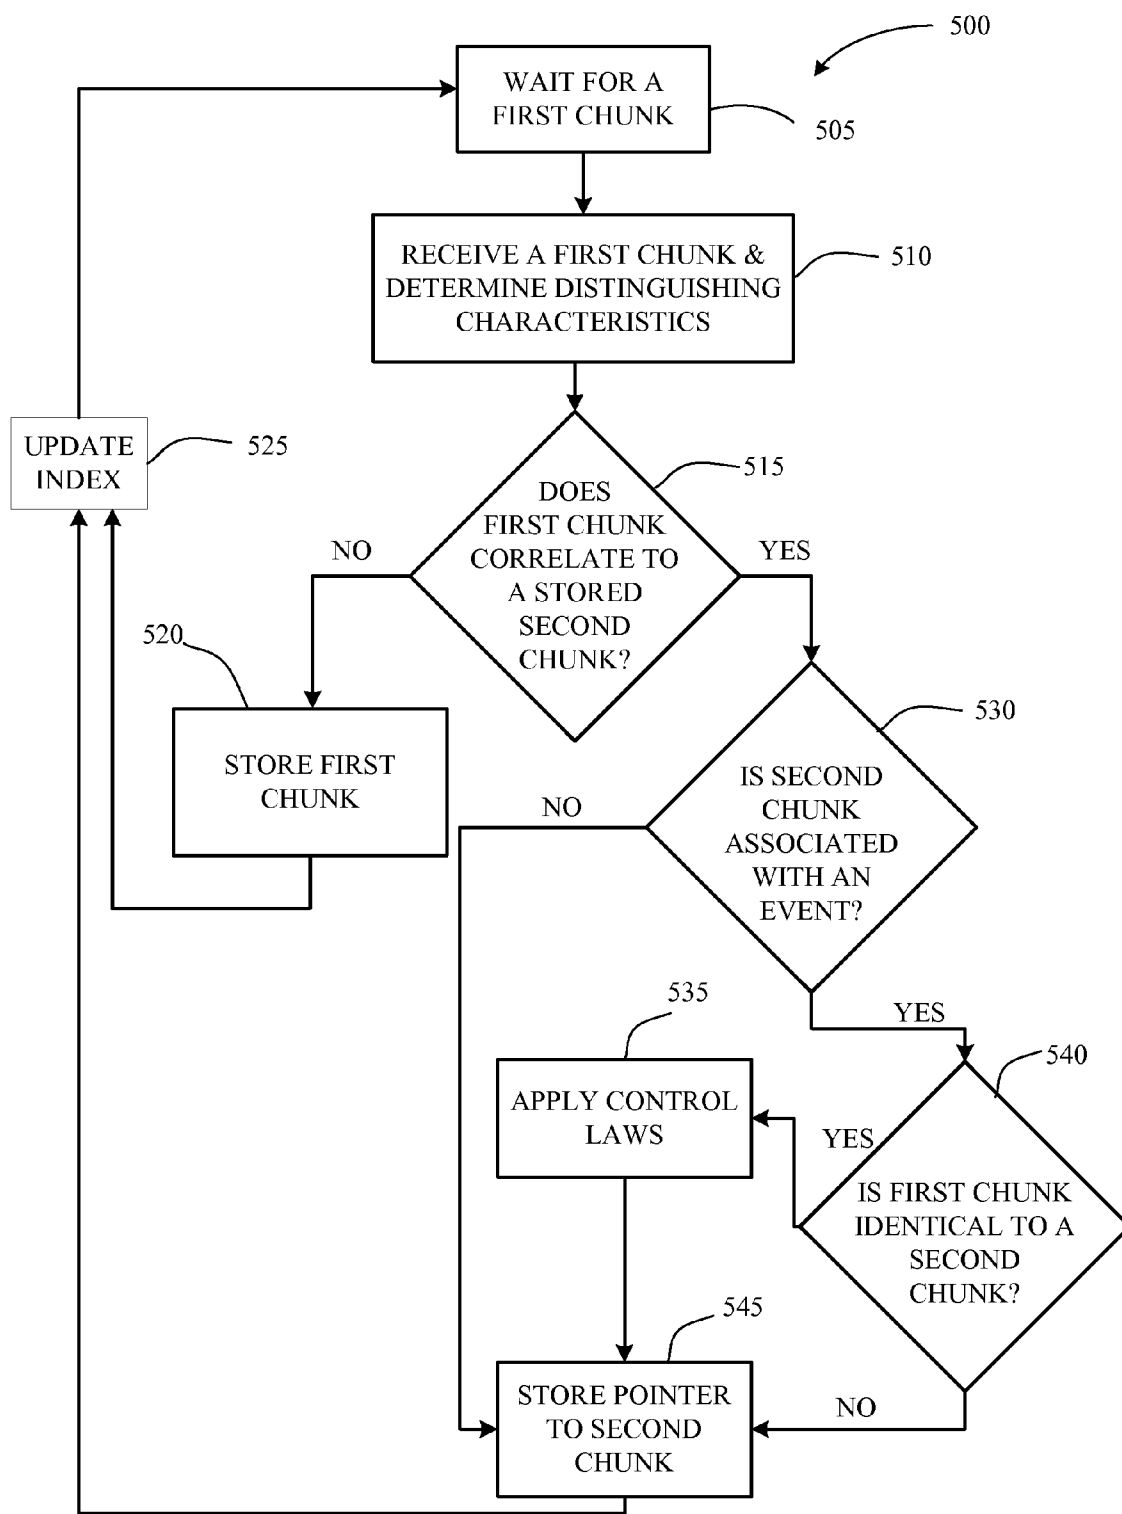 500
WAIT FOR A
FIRST CHUNK
505
RECEIVE A FIRST CHUNK &
DETERMINE DISTINGUISHING
CHARACTERISTICS
510
UPDATE
INDEX
525
DOES
FIRST CHUNK
CORRELATE TO
A STORED
SECOND
CHUNK?
515
NO
YES
520
STORE FIRST
CHUNK
530
IS SECOND
CHUNK
ASSOCIATED
WITH AN
EVENT?
NO
YES
535
APPLY CONTROL
LAWS
540
YES
IS FIRST CHUNK
IDENTICAL TO A
SECOND
CHUNK?
545
STORE POINTER
TO SECOND
CHUNK
NO